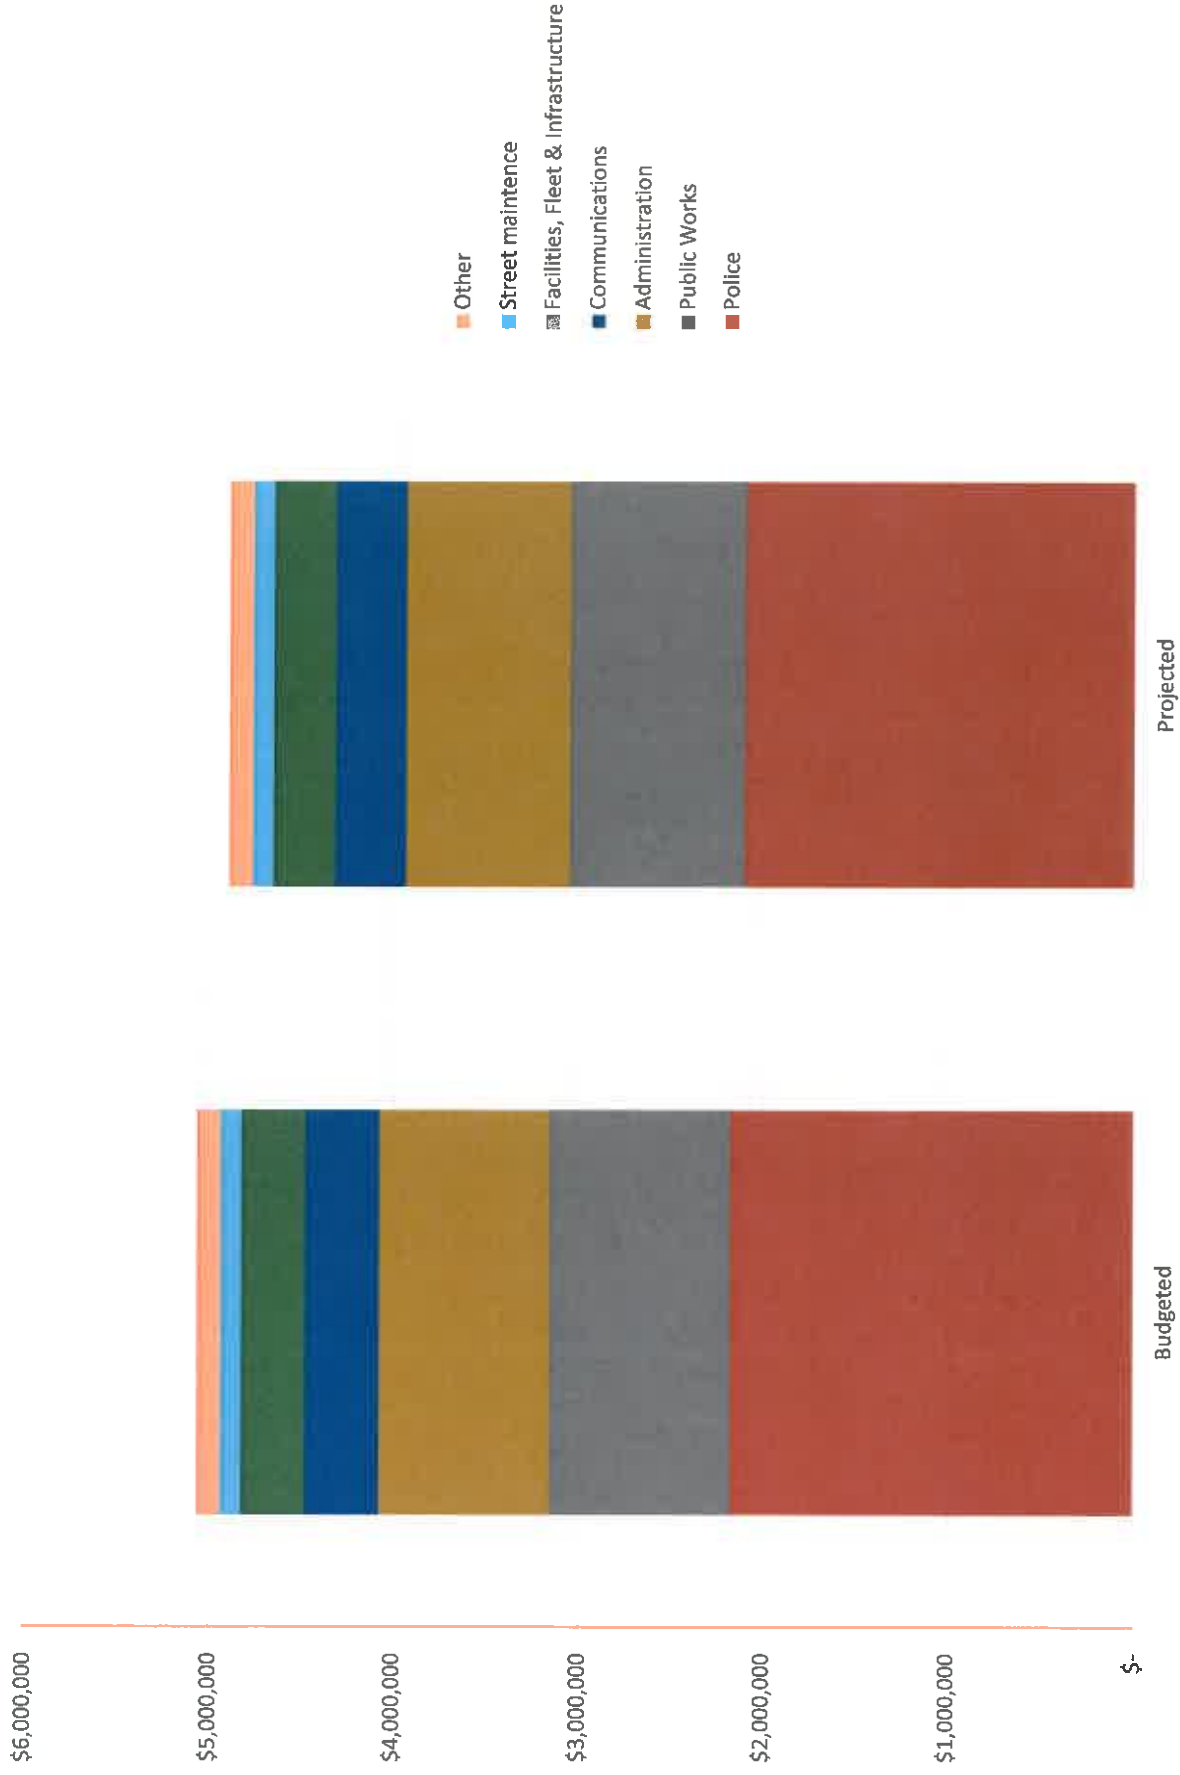 $6,000,000
$5,000,000
$4,000,000
$3,000,000
$2,000,000
$1,000,000
$-
Budgeted
Projected
Other
Street maintence
Facilities, Fleet & Infrastructure
Communications
Administration
Public Works
Police